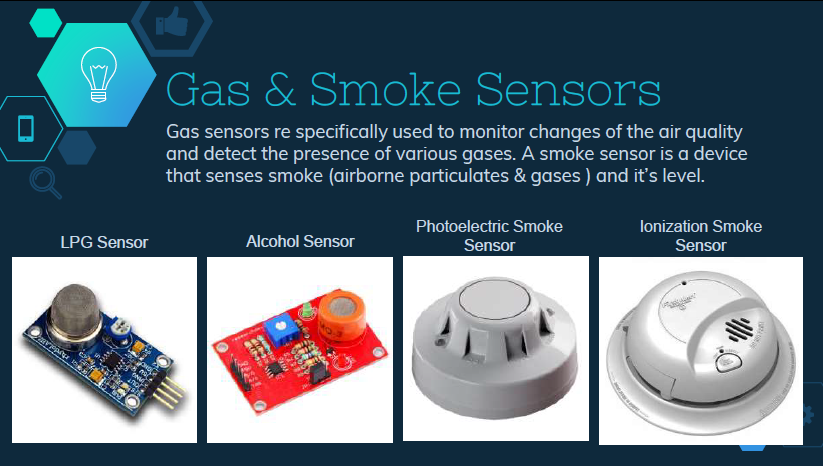 Gas & Smoke Sensors
Gas sensors re specifically used to monitor changes of the air quality
and detect the presence of various gases. A smoke sensor is a device
that senses smoke (airborne particulates & gases ) and it’s level.
LPG Sensor
Alcohol Sensor
Photoelectric Smoke
Sensor
Ionization Smoke
Sensor